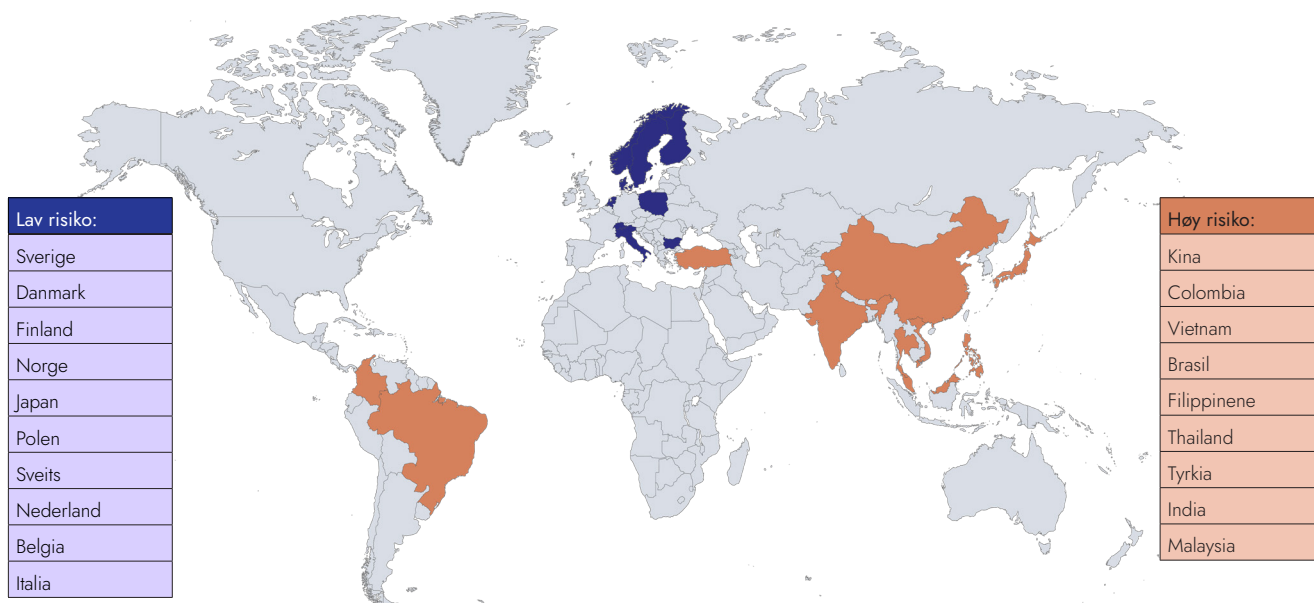 Lav risiko:
Sverige
Danmark
Finland
Norge
Japan
Polen
Sveits
Nederland
Belgia
Italia
Høy risiko:
Kina
Colombia
Vietnam
Brasil
Filippinene
Thailand
Tyrkia
India
Malaysia